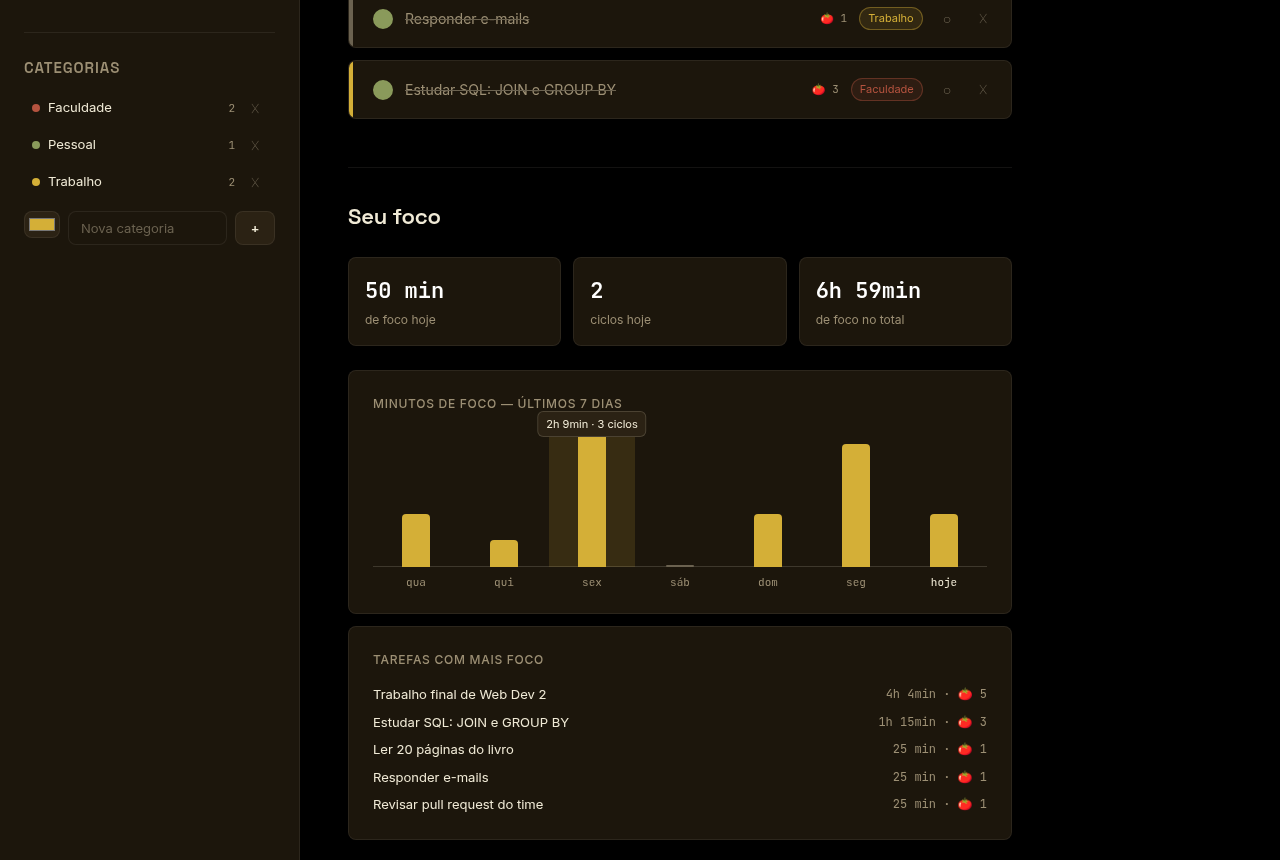 CATEGORIAS
Faculdade 2 X
Pessoal 1 X
Trabalho 2 X
Nova categoria +
Responder e-mails 🍅 1 Trabalho ○ X
Estudar SQL: JOIN e GROUP BY 🍅 3 Faculdade ○ X
Seu foco
50 min
de foco hoje
2
ciclos hoje
6h 59min
de foco no total
MINUTOS DE FOCO — ÚLTIMOS 7 DIAS
2h 9min · 3 ciclos
qua qui sex sáb dom seg hoje
TAREFAS COM MAIS FOCO
Trabalho final de Web Dev 2 4h 4min · 🍅 5
Estudar SQL: JOIN e GROUP BY 1h 15min · 🍅 3
Ler 20 páginas do livro 25 min · 🍅 1
Responder e-mails 25 min · 🍅 1
Revisar pull request do time 25 min · 🍅 1